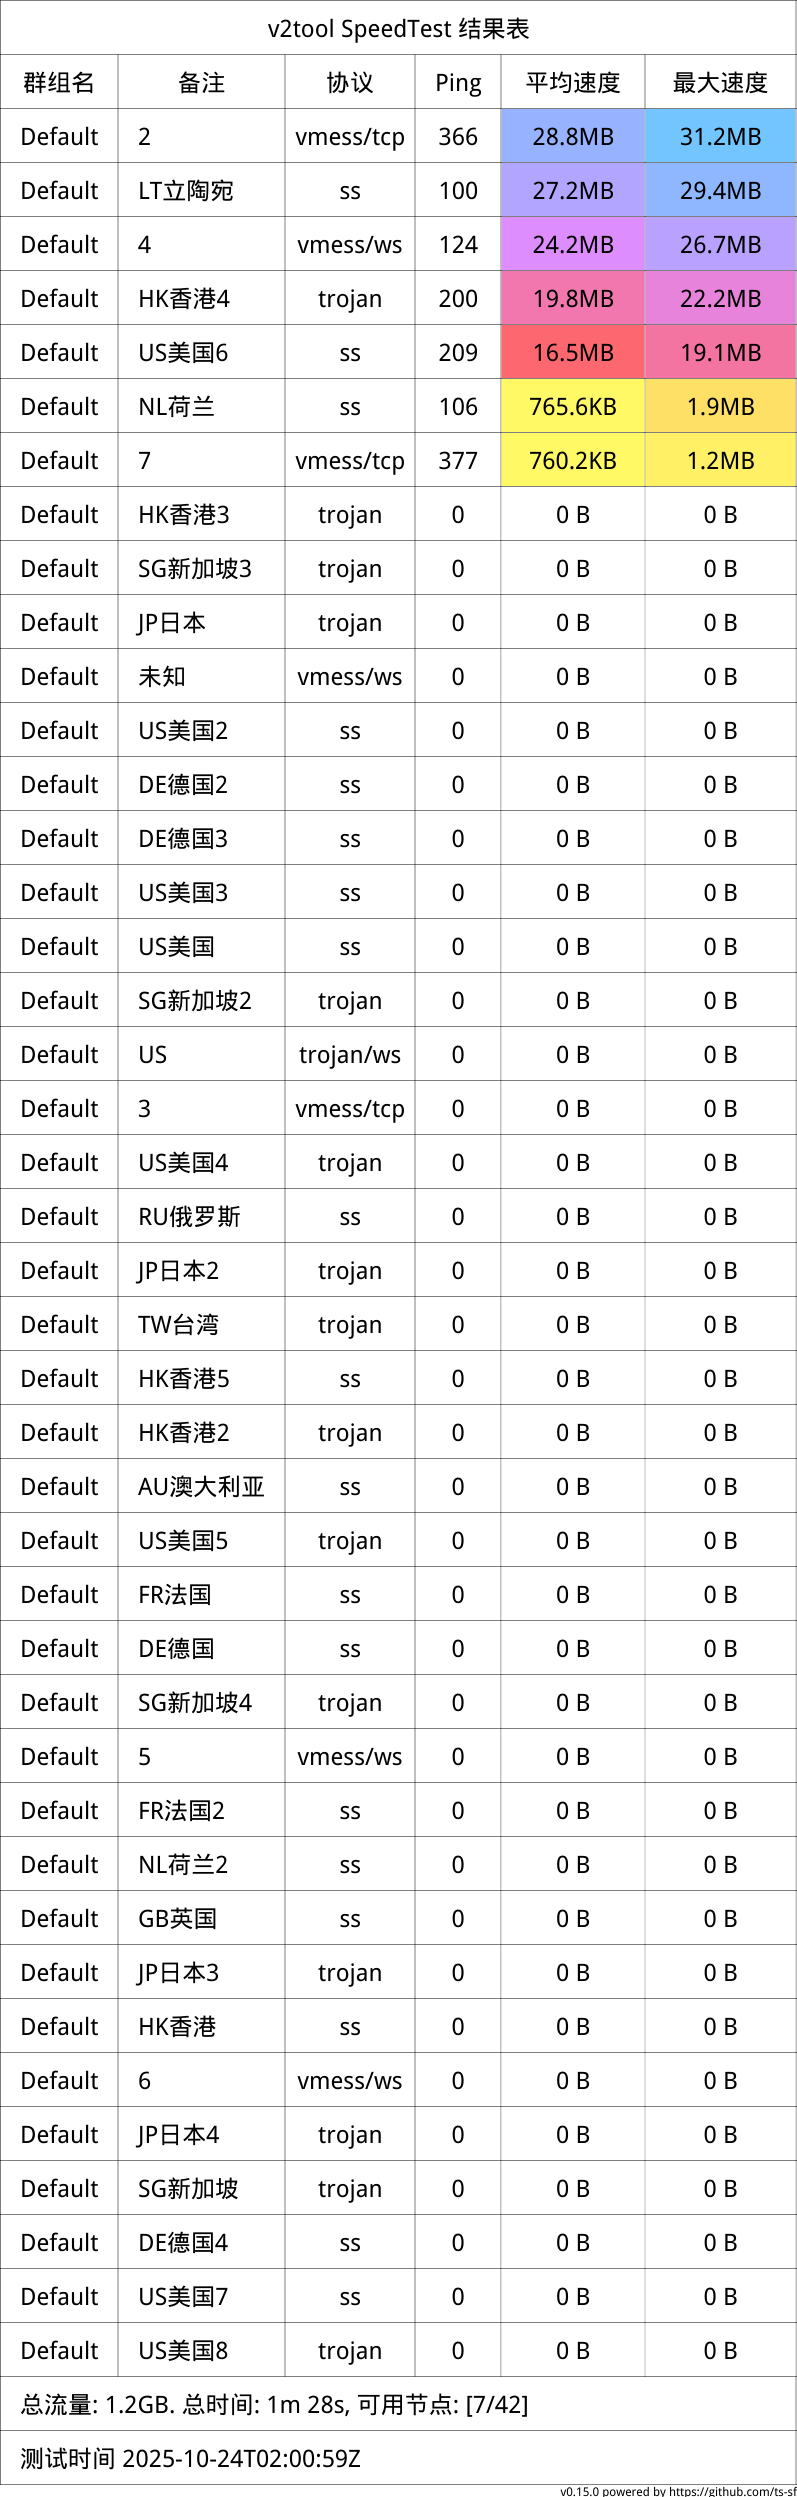 v2tool SpeedTest 结果表
群组名 备注 协议 Ping 平均速度 最大速度
Default 2 vmess/tcp 366 28.8MB 31.2MB
Default LT立陶宛 ss 100 27.2MB 29.4MB
Default 4 vmess/ws 124 24.2MB 26.7MB
Default HK香港4 trojan 200 19.8MB 22.2MB
Default US美国6 ss 209 16.5MB 19.1MB
Default NL荷兰 ss 106 765.6KB 1.9MB
Default 7 vmess/tcp 377 760.2KB 1.2MB
Default HK香港3 trojan 0 0 B 0 B
Default SG新加坡3 trojan 0 0 B 0 B
Default JP日本 trojan 0 0 B 0 B
Default 未知 vmess/ws 0 0 B 0 B
Default US美国2 ss 0 0 B 0 B
Default DE德国2 ss 0 0 B 0 B
Default DE德国3 ss 0 0 B 0 B
Default US美国3 ss 0 0 B 0 B
Default US美国 ss 0 0 B 0 B
Default SG新加坡2 trojan 0 0 B 0 B
Default US trojan/ws 0 0 B 0 B
Default 3 vmess/tcp 0 0 B 0 B
Default US美国4 trojan 0 0 B 0 B
Default RU俄罗斯 ss 0 0 B 0 B
Default JP日本2 trojan 0 0 B 0 B
Default TW台湾 trojan 0 0 B 0 B
Default HK香港5 ss 0 0 B 0 B
Default HK香港2 trojan 0 0 B 0 B
Default AU澳大利亚 ss 0 0 B 0 B
Default US美国5 trojan 0 0 B 0 B
Default FR法国 ss 0 0 B 0 B
Default DE德国 ss 0 0 B 0 B
Default SG新加坡4 trojan 0 0 B 0 B
Default 5 vmess/ws 0 0 B 0 B
Default FR法国2 ss 0 0 B 0 B
Default NL荷兰2 ss 0 0 B 0 B
Default GB英国 ss 0 0 B 0 B
Default JP日本3 trojan 0 0 B 0 B
Default HK香港 ss 0 0 B 0 B
Default 6 vmess/ws 0 0 B 0 B
Default JP日本4 trojan 0 0 B 0 B
Default SG新加坡 trojan 0 0 B 0 B
Default DE德国4 ss 0 0 B 0 B
Default US美国7 ss 0 0 B 0 B
Default US美国8 trojan 0 0 B 0 B
总流量: 1.2GB. 总时间: 1m 28s, 可用节点: [7/42]
测试时间 2025-10-24T02:00:59Z
v0.15.0 powered by https://github.com/ts-sf